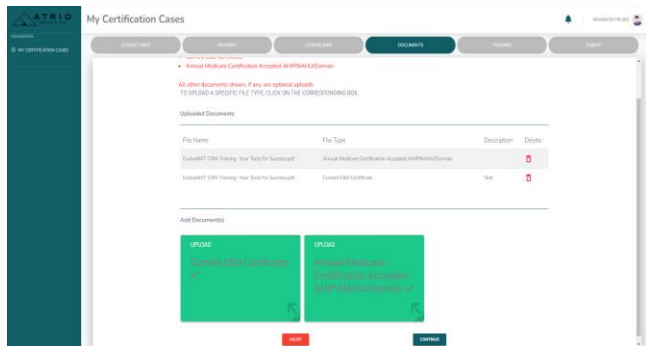 ATRIO
My Certification Cases
NAVIGATION
MY CERTIFICATION CASES
CONTACT INFO
PAYMENT
LICENSE INFO
DOCUMENTS
TRAINING
SUBMIT
Annual Medicare Certification Accepted AHIP/NAHU/Gorman
All other documents shown, if any, are optional uploads.
TO UPLOAD A SPECIFIC FILE TYPE, CLICK ON THE CORRESPONDING BOX.
Uploaded Documents
File Name File Type Description Delete
EvolveNXT CRM Training- Your Tools for Success.pdf Annual Medicare Certification Accepted AHIP/NAHU/Gorman
EvolveNXT CRM Training- Your Tools for Success.pdf Current E&O Certificate Test
Add Document(s)
UPLOAD
Current E&O Certificate
UPLOAD
Annual Medicare
Certification Accepted
AHIP/NAHU/Gorman
ABORT
CONTINUE